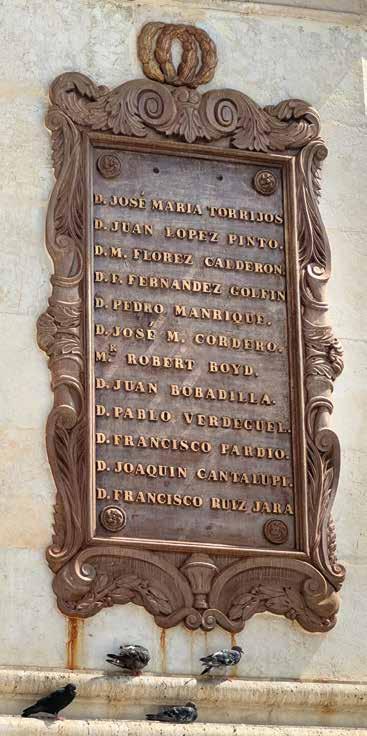 D. JOSÉ MARIA TORRIJOS
D. JUAN LOPEZ PINTO.
D. M. FLOREZ CALDERON.
D. F. FERNANDEZ GOLFIN
D. PEDRO MANRIQUE.
D. JOSÉ M. CORDERO.
MR ROBERT BOYD.
D. JUAN BOBADILLA.
D. PABLO VERDEGUEL.
D. FRANCISCO PARDIO.
D. JOAQUIN CANTALUPI.
D. FRANCISCO RUIZ JARA